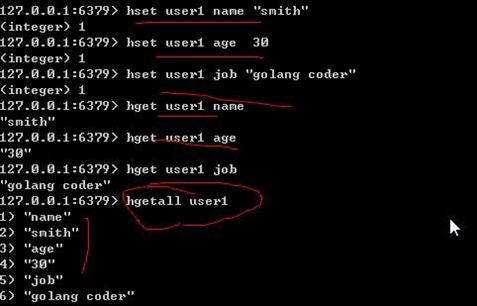 127.0.0.1:6379> hset user1 name "smith"
(integer) 1
127.0.0.1:6379> hset user1 age  30
(integer) 1
127.0.0.1:6379> hset user1 job "golang coder"
(integer) 1
127.0.0.1:6379> hget user1 name
"smith"
127.0.0.1:6379> hget user1 age
"30"
127.0.0.1:6379> hget user1 job
"golang coder"
127.0.0.1:6379> hgetall user1
1) "name"
2) "smith"
3) "age"
4) "30"
5) "job"
6) "golang coder"